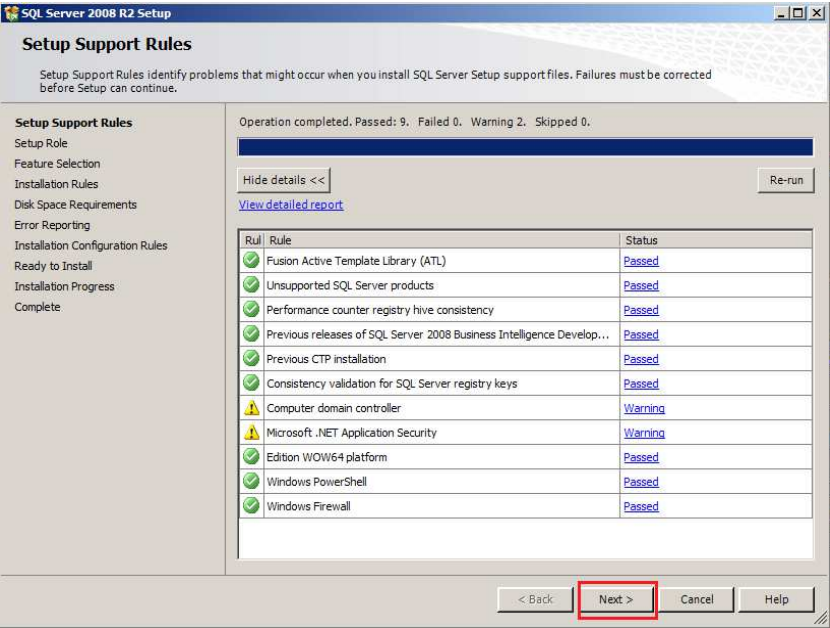 SQL Server 2008 R2 Setup
Setup Support Rules
Setup Support Rules identify problems that might occur when you install SQL Server Setup support files. Failures must be corrected
before Setup can continue.
Setup Support Rules
Setup Role
Feature Selection
Installation Rules
Disk Space Requirements
Error Reporting
Installation Configuration Rules
Ready to Install
Installation Progress
Complete
Operation completed. Passed: 9. Failed 0. Warning 2. Skipped 0.
Hide details <<
Re-run
View detailed report
Rul Rule Status
Fusion Active Template Library (ATL) Passed
Unsupported SQL Server products Passed
Performance counter registry hive consistency Passed
Previous releases of SQL Server 2008 Business Intelligence Develop... Passed
Previous CTP installation Passed
Consistency validation for SQL Server registry keys Passed
Computer domain controller Warning
Microsoft .NET Application Security Warning
Edition WOW64 platform Passed
Windows PowerShell Passed
Windows Firewall Passed
< Back Next > Cancel Help